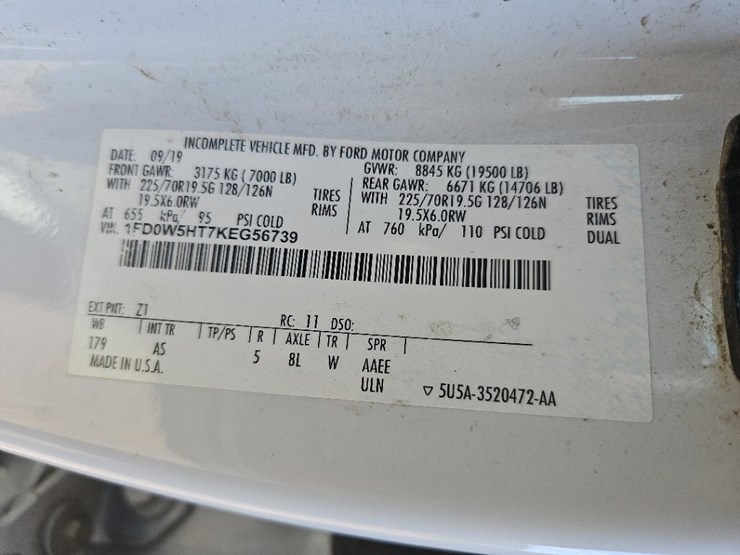 INCOMPLETE VEHICLE MFD. BY FORD MOTOR COMPANY
DATE: 09/19 GVWR: 8845 KG (19500 LB)
FRONT GAWR: 3175 KG ( 7000 LB) REAR GAWR: 6671 KG (14706 LB)
WITH 225/70R19.5G 128/126N TIRES WITH 225/70R19.5G 128/126N TIRES
19.5X6.0RW RIMS 19.5X6.0RW RIMS
AT 655 kPa/ 95 PSI COLD AT 760 kPa/ 110 PSI COLD DUAL
VIN: 1FD0W5HT7KEG56739
EXT PNT: Z1 RC: 11 DSO:
WB INT TR TP/PS R AXLE TR SPR
179 AS 5 8L W AAEE
MADE IN U.S.A. ULN ▽ 5U5A-3520472-AA